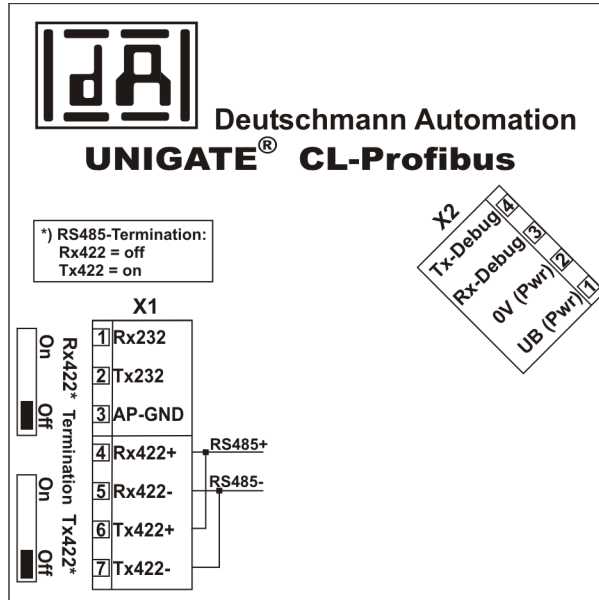 dA
Deutschmann Automation
UNIGATE® CL-Profibus
X2
4 Tx-Debug
3 Rx-Debug
2 0V (Pwr)
1 UB (Pwr)
*) RS485-Termination:
Rx422 = off
Tx422 = on
X1
1 Rx232
2 Tx232
3 AP-GND
4 Rx422+
5 Rx422-
6 Tx422+
7 Tx422-
RS485+
RS485-
Rx422* Termination Tx422*
On
Off
On
Off